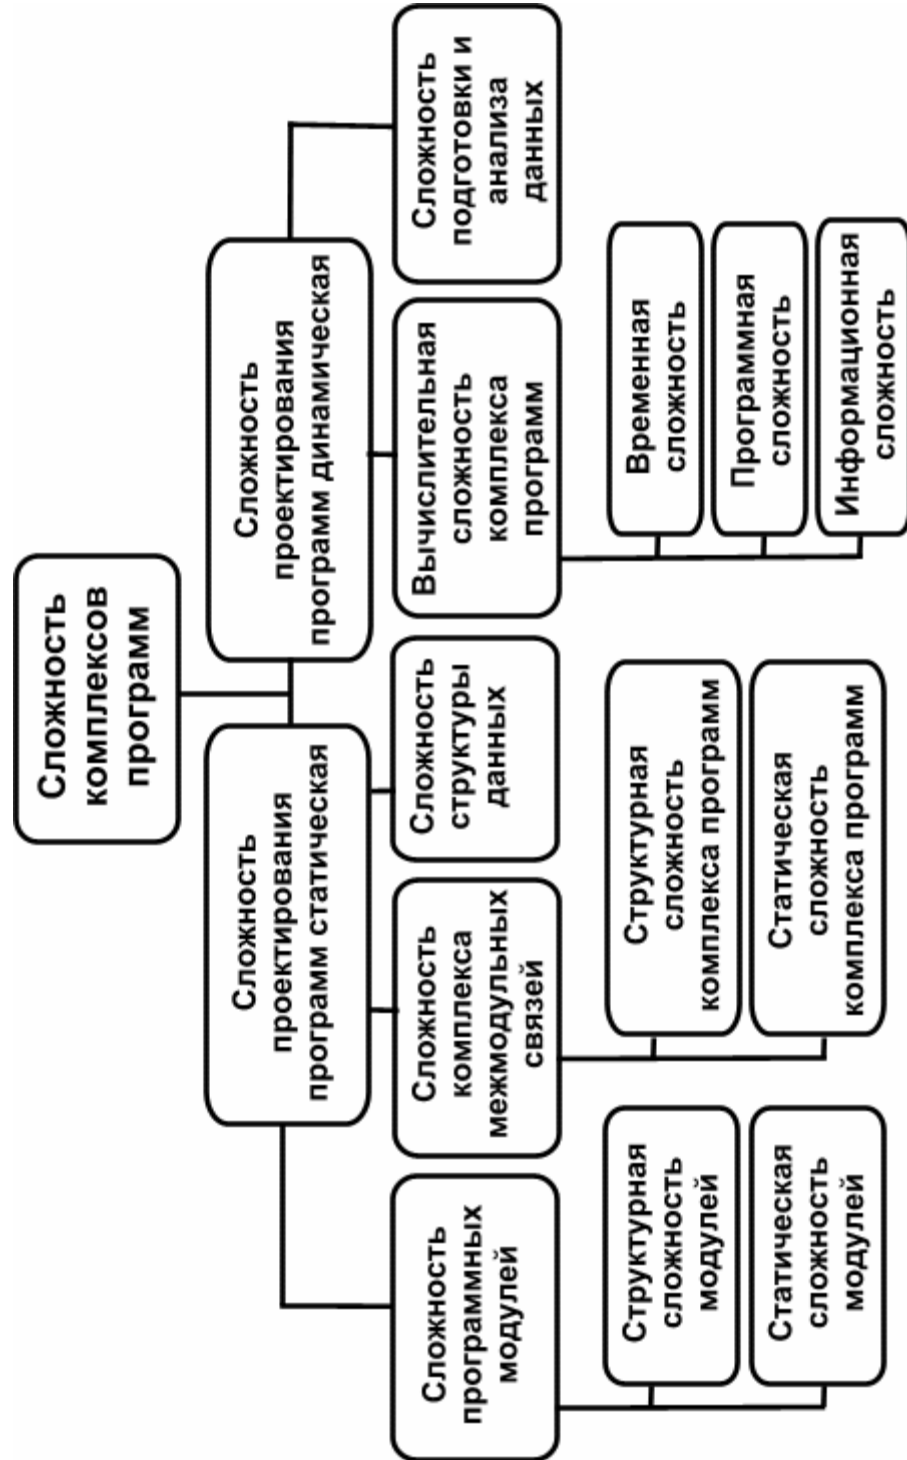 Сложность
комплексов
программ
Сложность
проектирования
программ статическая
Сложность
проектирования
программ динамическая
Сложность
программных
модулей
Сложность
комплекса
межмодульных
связей
Сложность
структуры
данных
Вычислительная
сложность
комплекса
программ
Сложность
подготовки и
анализа
данных
Структурная
сложность
модулей
Статическая
сложность
модулей
Структурная
сложность
комплекса программ
Статическая
сложность
комплекса программ
Временная
сложность
Программная
сложность
Информационная
сложность